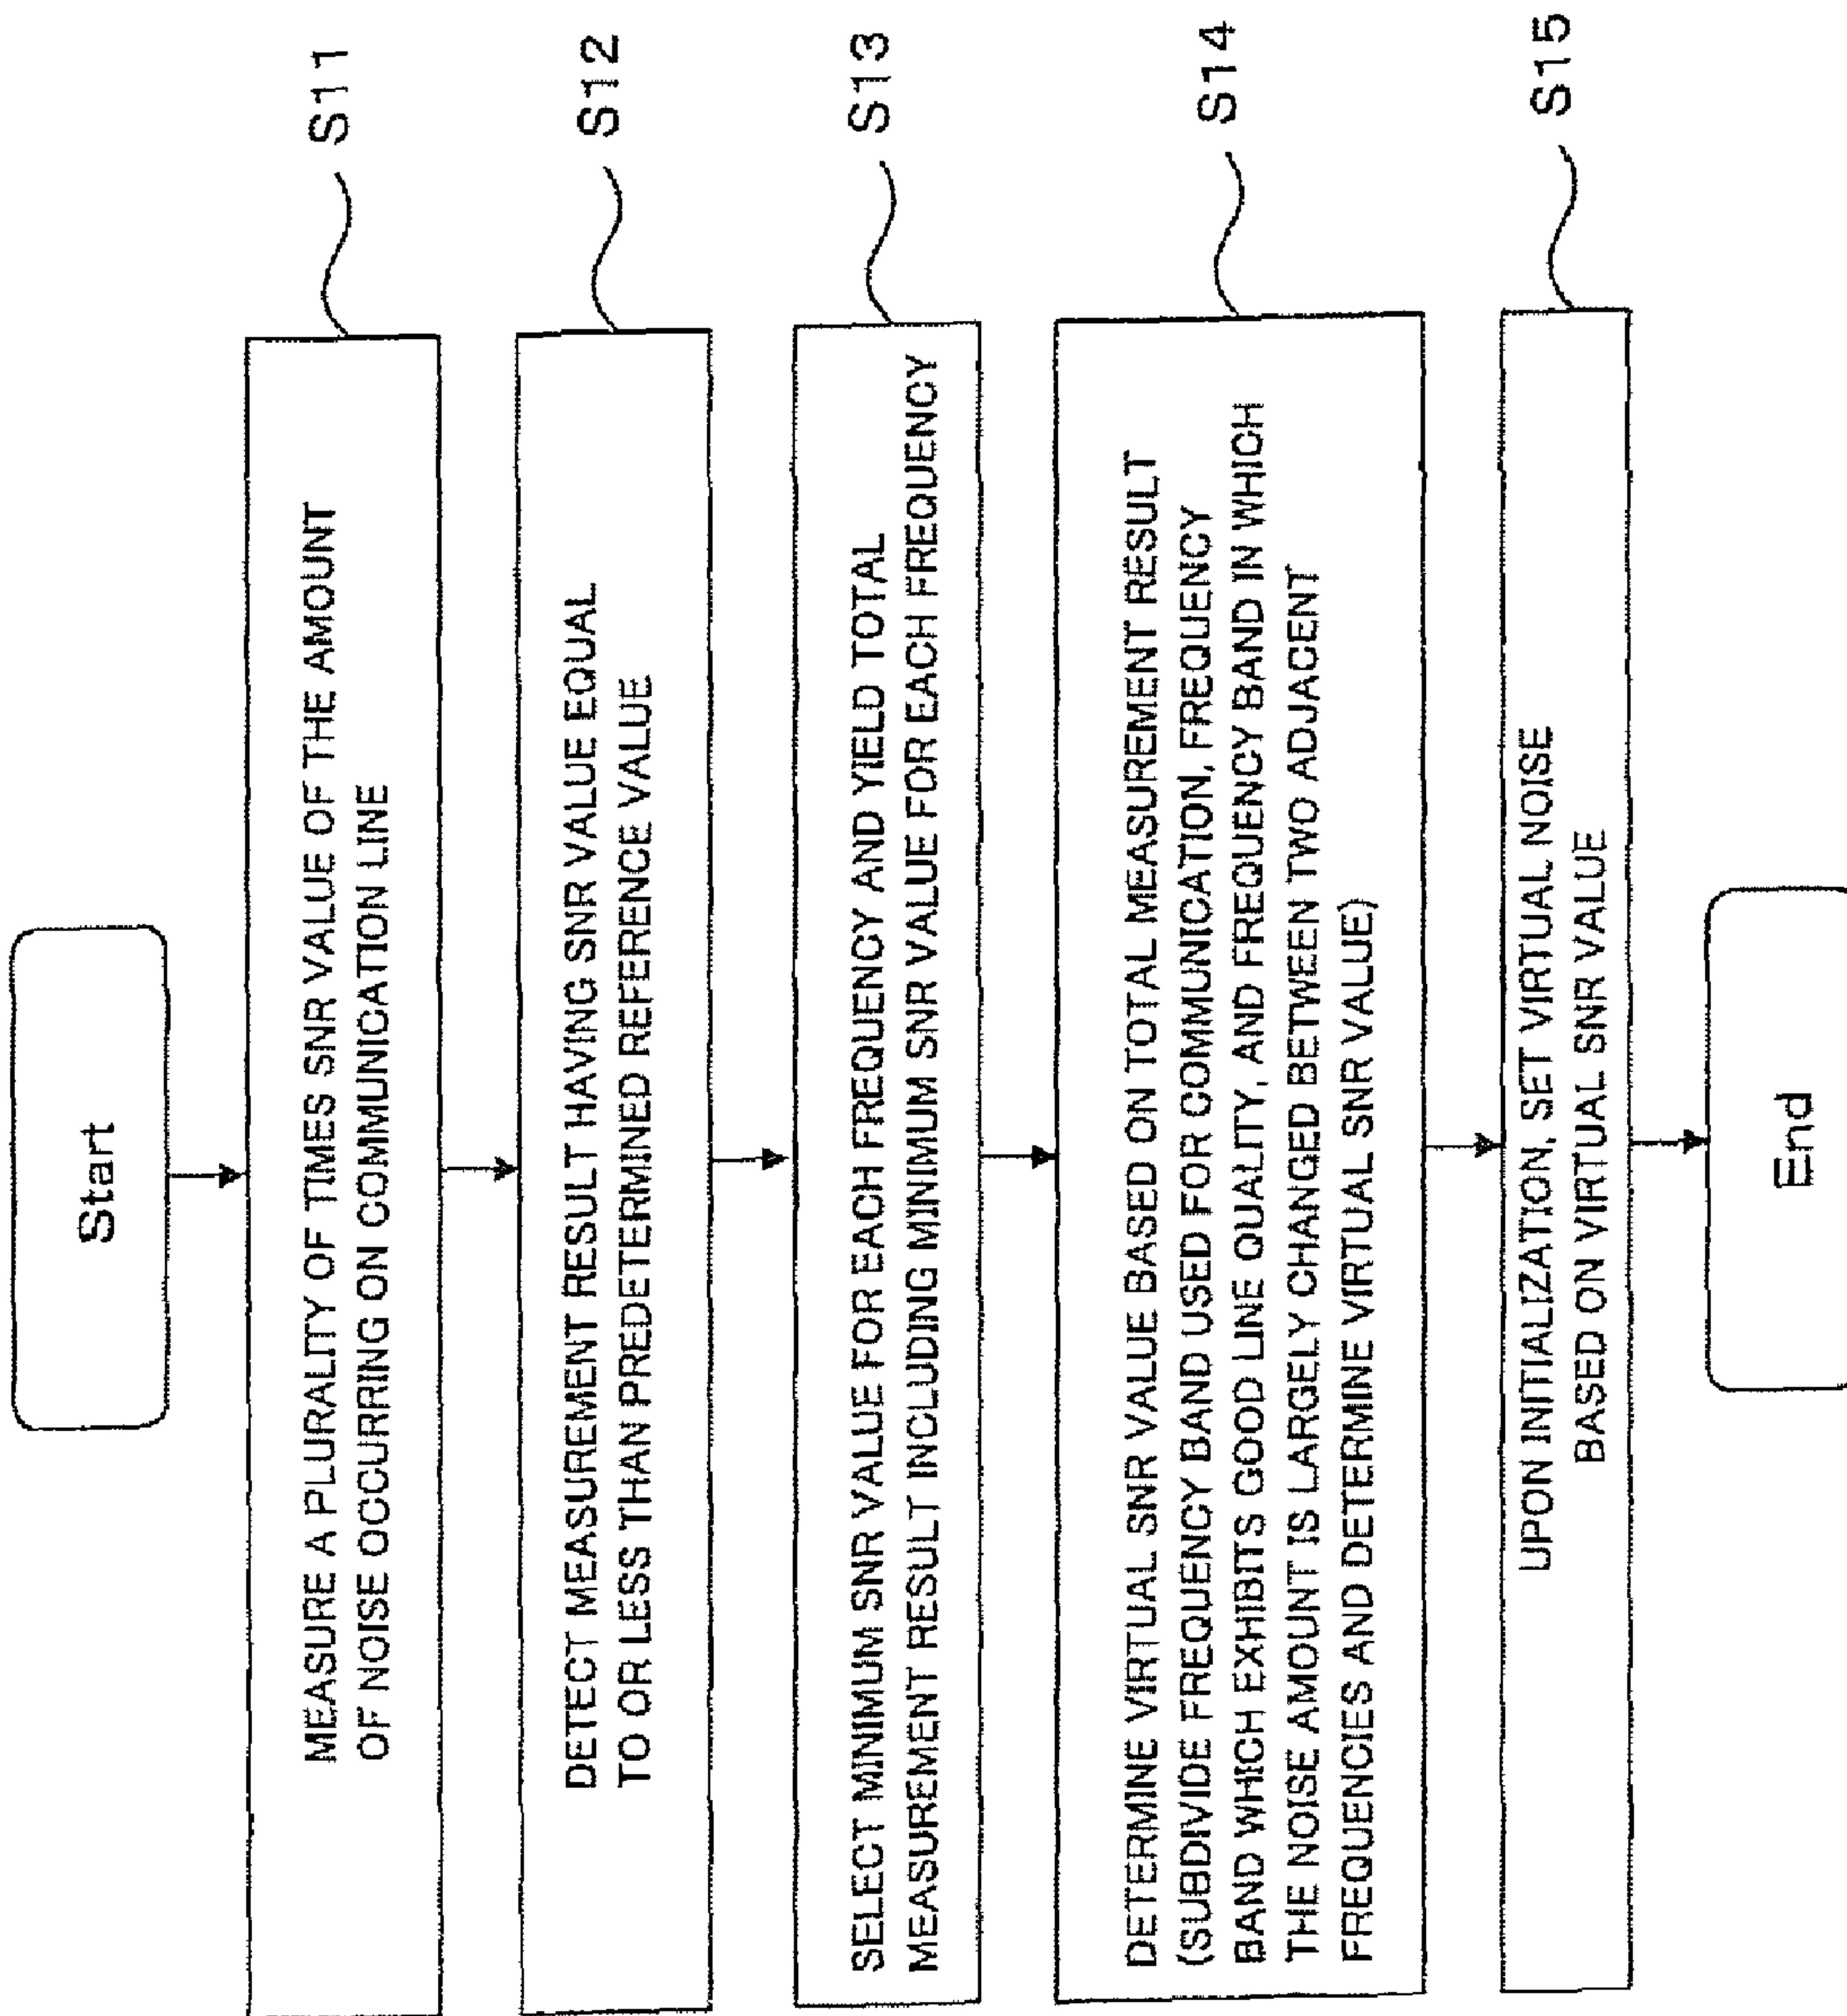 Start
MEASURE A PLURALITY OF TIMES SNR VALUE OF THE AMOUNT
OF NOISE OCCURRING ON COMMUNICATION LINE
S11
DETECT MEASUREMENT RESULT HAVING SNR VALUE EQUAL
TO OR LESS THAN PREDETERMINED REFERENCE VALUE
S12
SELECT MINIMUM SNR VALUE FOR EACH FREQUENCY AND YIELD TOTAL
MEASUREMENT RESULT INCLUDING MINIMUM SNR VALUE FOR EACH FREQUENCY
S13
DETERMINE VIRTUAL SNR VALUE BASED ON TOTAL MEASUREMENT RESULT
(SUBDIVIDE FREQUENCY BAND USED FOR COMMUNICATION, FREQUENCY
BAND WHICH EXHIBITS GOOD LINE QUALITY, AND FREQUENCY BAND IN WHICH
THE NOISE AMOUNT IS LARGELY CHANGED BETWEEN TWO ADJACENT
FREQUENCIES AND DETERMINE VIRTUAL SNR VALUE)
S14
UPON INITIALIZATION, SET VIRTUAL NOISE
BASED ON VIRTUAL SNR VALUE
S15
End